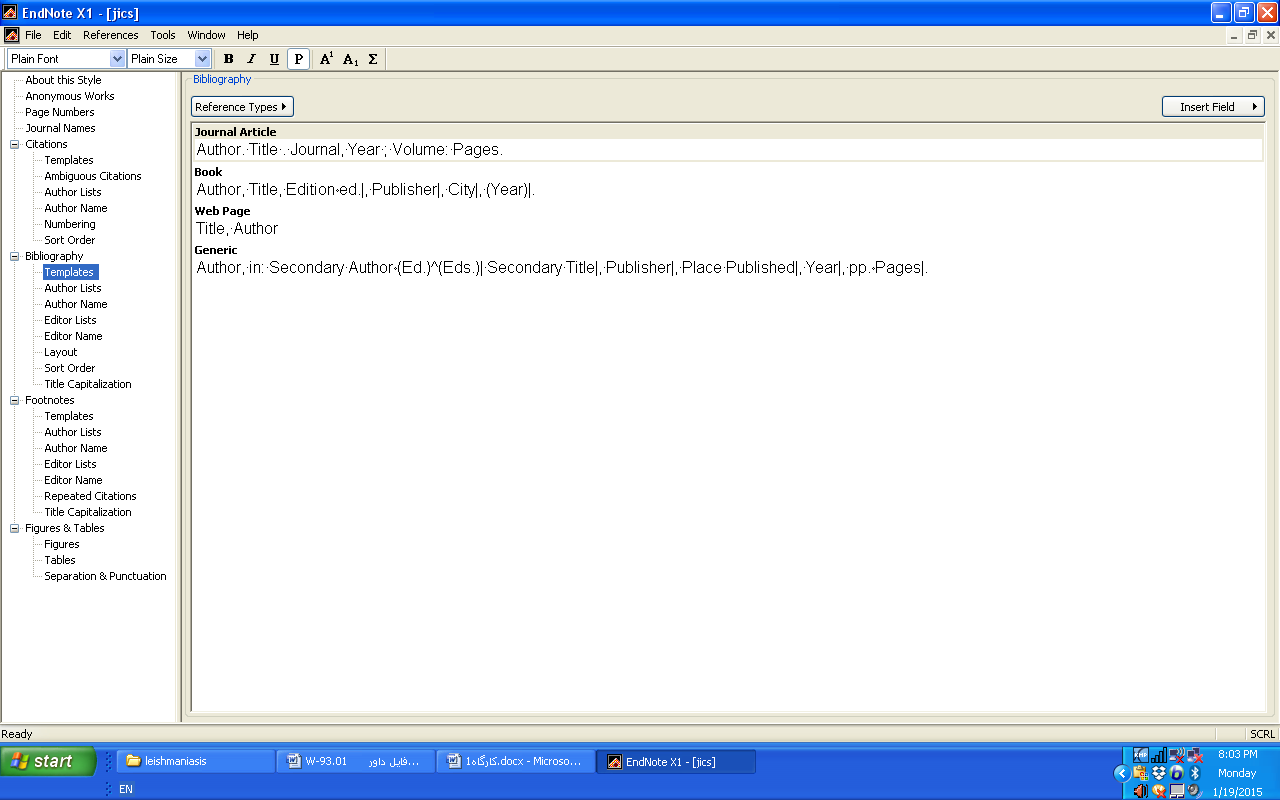 EndNote X1 - [jics]
File Edit References Tools Window Help
Plain Font Plain Size B I U P A1 A1 Σ
About this Style
Anonymous Works
Page Numbers
Journal Names
Citations
Templates
Ambiguous Citations
Author Lists
Author Name
Numbering
Sort Order
Bibliography
Templates
Author Lists
Author Name
Editor Lists
Editor Name
Layout
Sort Order
Title Capitalization
Footnotes
Templates
Author Lists
Author Name
Editor Lists
Editor Name
Repeated Citations
Title Capitalization
Figures & Tables
Figures
Tables
Separation & Punctuation
Bibliography
Reference Types
Insert Field
Journal Article
Author.·Title·.·Journal,·Year·;·Volume:·Pages.
Book
Author,·Title,·Edition·ed.|,·Publisher|,·City|,·(Year)|.
Web Page
Title,·Author
Generic
Author,·in:·Secondary·Author·(Ed.)^(Eds.)|·Secondary·Title|,·Publisher|,·Place·Published|,·Year|,·pp.·Pages|.
Ready
SCRL
start
leishmaniasis
W-93.01 فایل داور...
کارگاه1.docx - Microso...
EndNote X1 - [jics]
EN
8:03 PM
Monday
1/19/2015